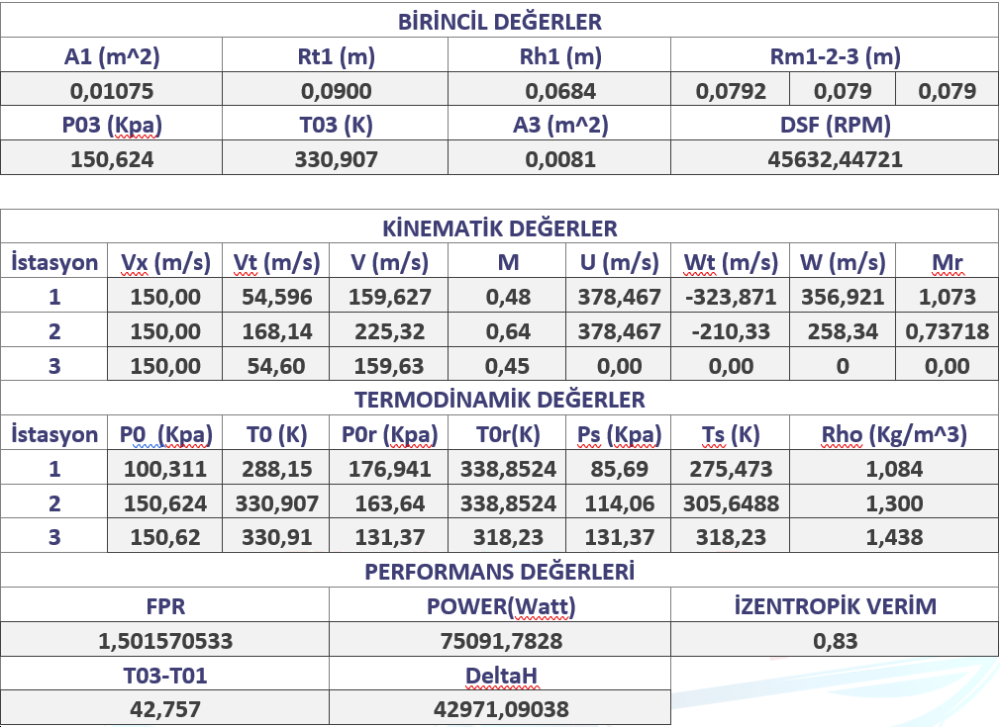 BİRİNCİL DEĞERLER
A1 (m^2) Rt1 (m) Rh1 (m) Rm1-2-3 (m)
0,01075 0,0900 0,0684 0,0792 0,079 0,079
P03 (Kpa) T03 (K) A3 (m^2) DSF (RPM)
150,624 330,907 0,0081 45632,44721
KİNEMATİK DEĞERLER
İstasyon Vx (m/s) Vt (m/s) V (m/s) M U (m/s) Wt (m/s) W (m/s) Mr
1 150,00 54,596 159,627 0,48 378,467 -323,871 356,921 1,073
2 150,00 168,14 225,32 0,64 378,467 -210,33 258,34 0,73718
3 150,00 54,60 159,63 0,45 0,00 0,00 0 0,00
TERMODİNAMİK DEĞERLER
İstasyon P0 (Kpa) T0 (K) P0r (Kpa) T0r(K) Ps (Kpa) Ts (K) Rho (Kg/m^3)
1 100,311 288,15 176,941 338,8524 85,69 275,473 1,084
2 150,624 330,907 163,64 338,8524 114,06 305,6488 1,300
3 150,62 330,91 131,37 318,23 131,37 318,23 1,438
PERFORMANS DEĞERLERİ
FPR POWER(Watt) İZENTROPİK VERİM
1,501570533 75091,7828 0,83
T03-T01 DeltaH
42,757 42971,09038